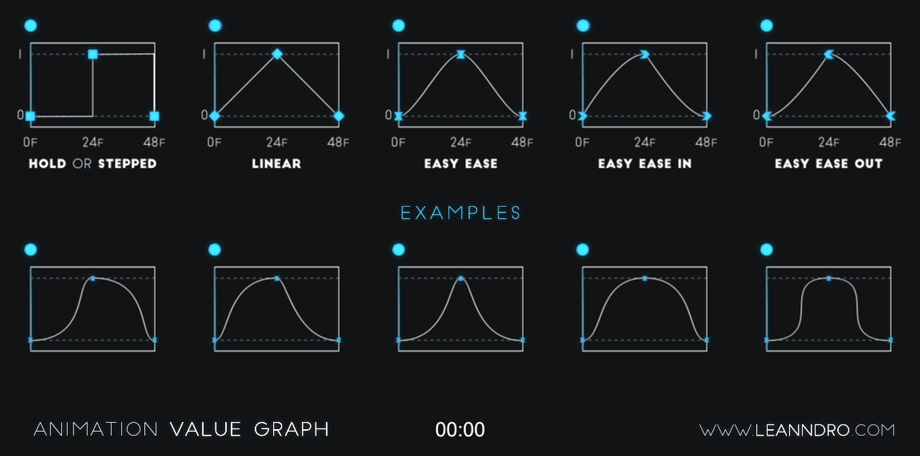 1 1 1 1 1
0 0 0 0 0
0F 24F 48F 0F 24F 48F 0F 24F 48F 0F 24F 48F 0F 24F 48F
HOLD OR STEPPED LINEAR EASY EASE EASY EASE IN EASY EASE OUT
EXAMPLES
ANIMATION VALUE GRAPH 00:00 WWW.LEANNDRO.COM